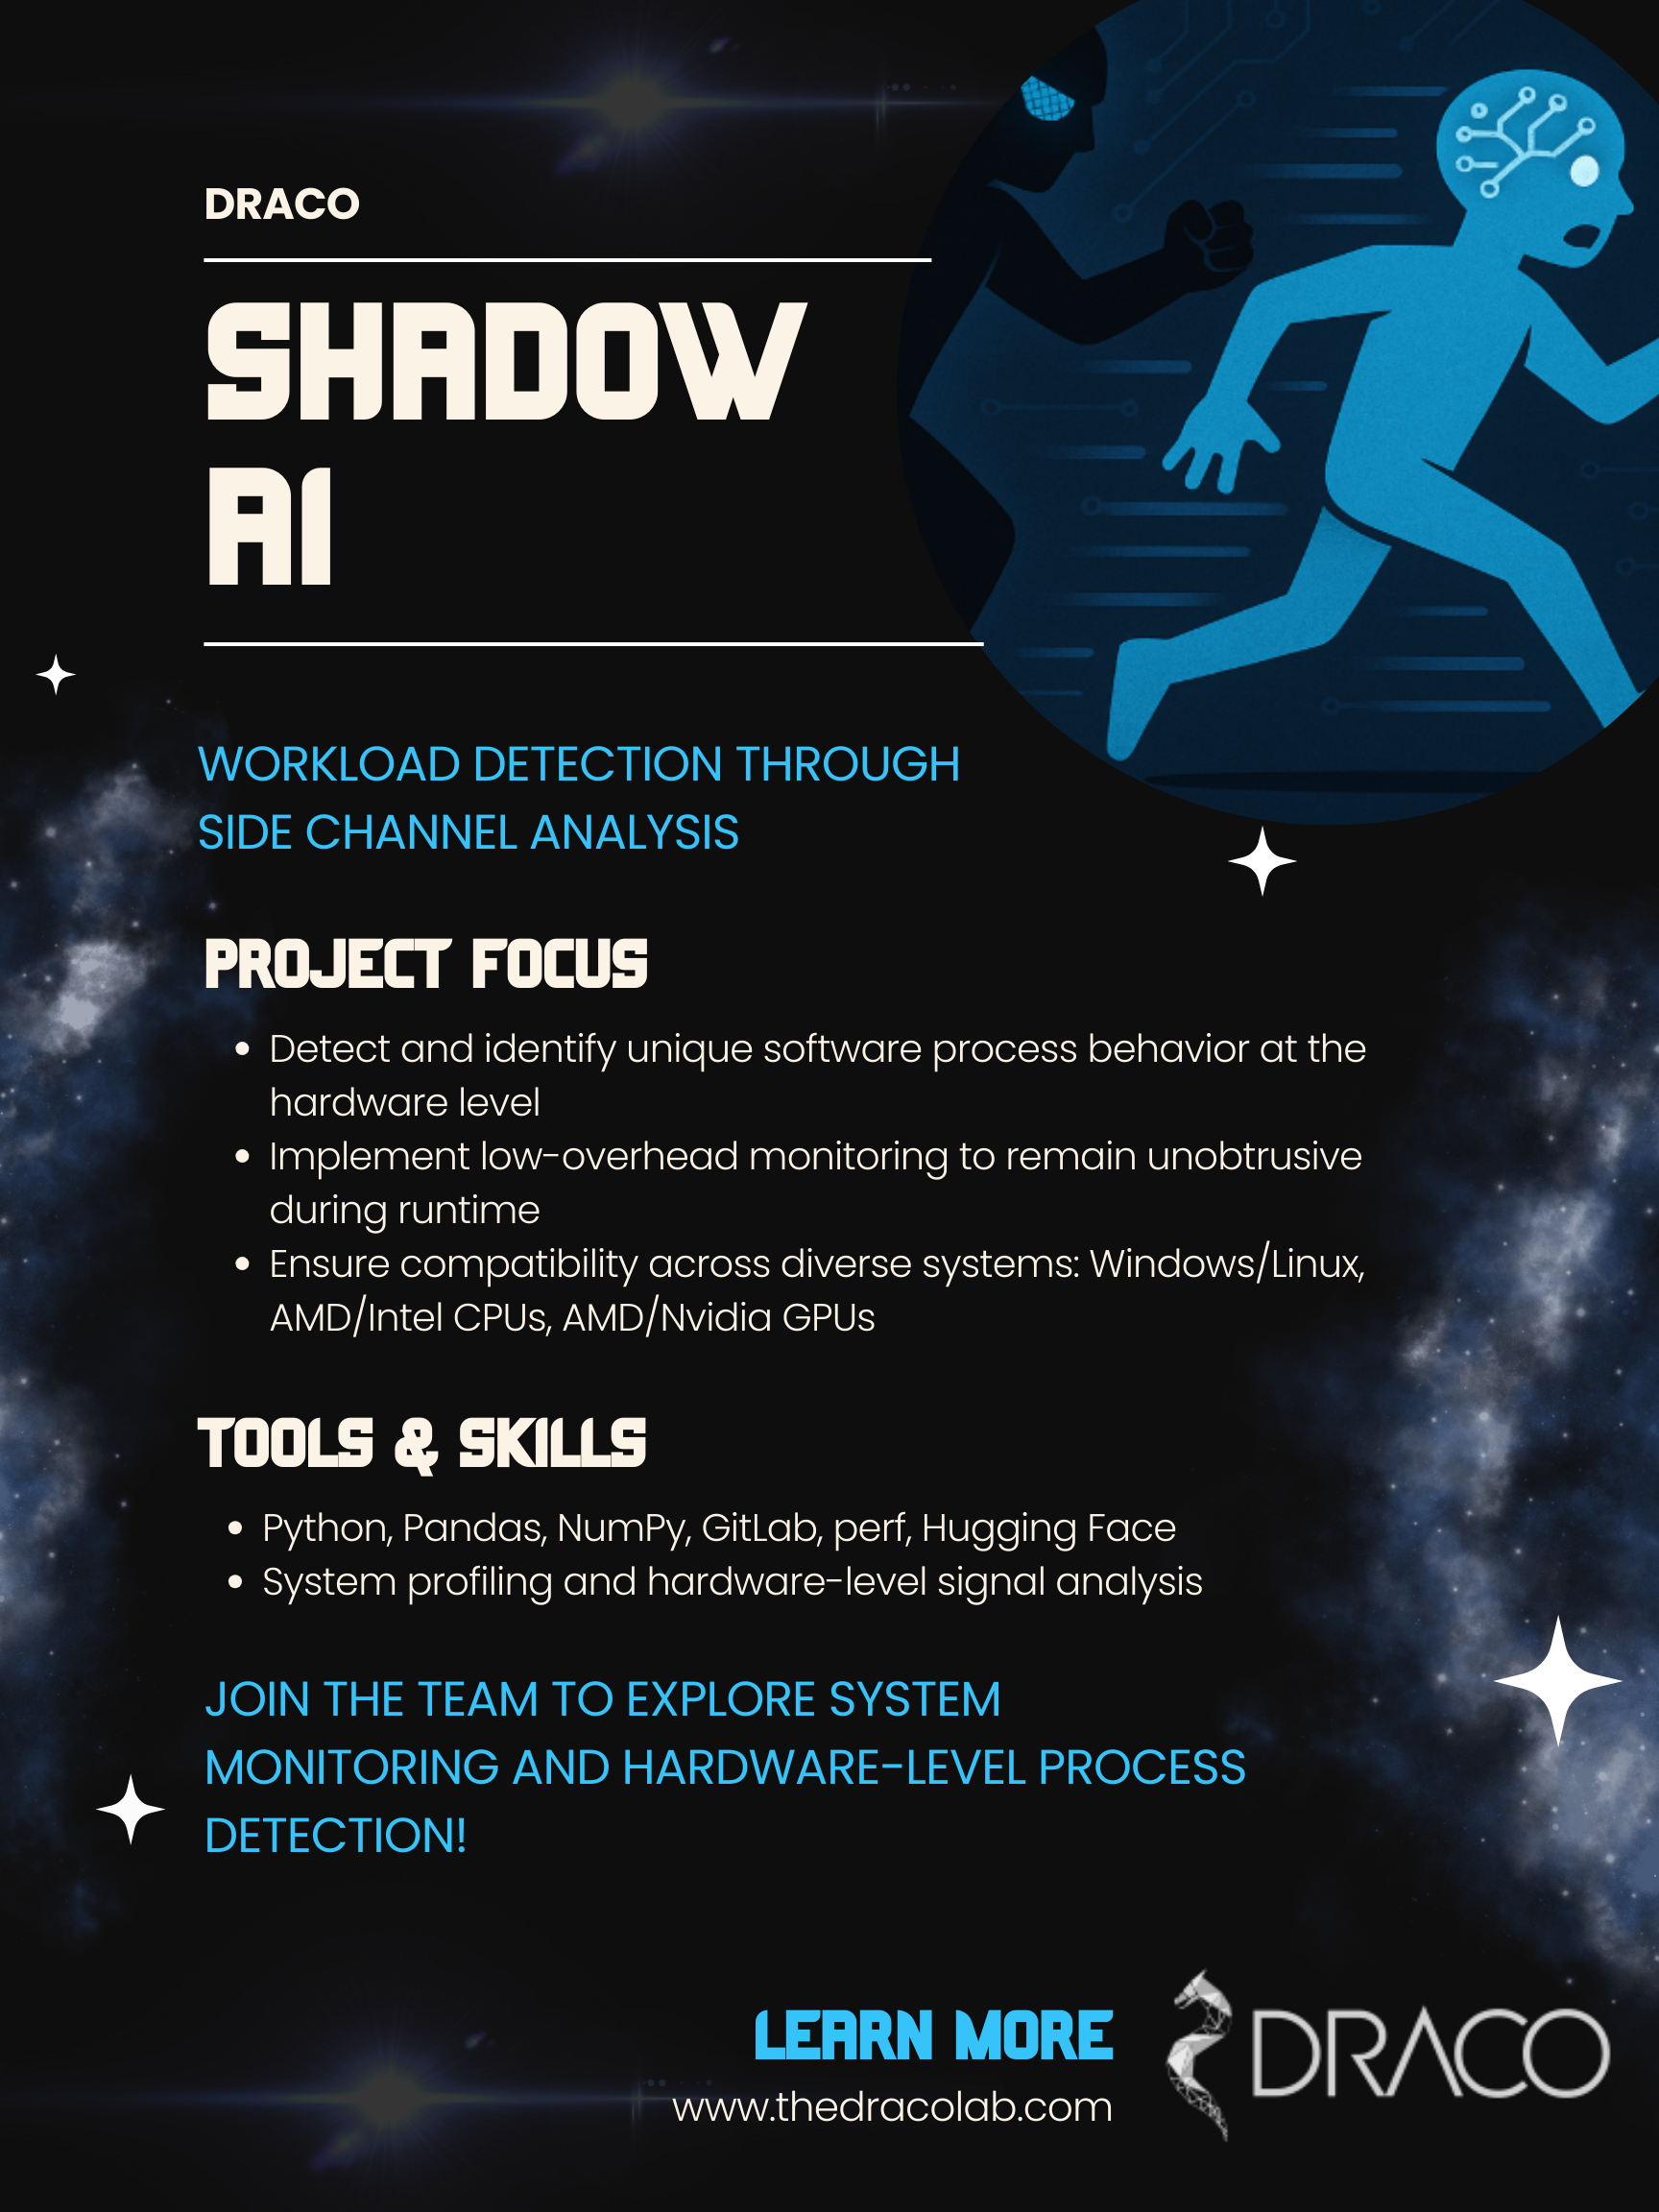 DRACO
SHADOW
AI
WORKLOAD DETECTION THROUGH
SIDE CHANNEL ANALYSIS
PROJECT FOCUS
• Detect and identify unique software process behavior at the
hardware level
• Implement low-overhead monitoring to remain unobtrusive
during runtime
• Ensure compatibility across diverse systems: Windows/Linux,
AMD/Intel CPUs, AMD/Nvidia GPUs
TOOLS & SKILLS
• Python, Pandas, NumPy, GitLab, perf, Hugging Face
• System profiling and hardware-level signal analysis
JOIN THE TEAM TO EXPLORE SYSTEM
MONITORING AND HARDWARE-LEVEL PROCESS
DETECTION!
LEARN MORE
www.thedracolab.com
DRACO